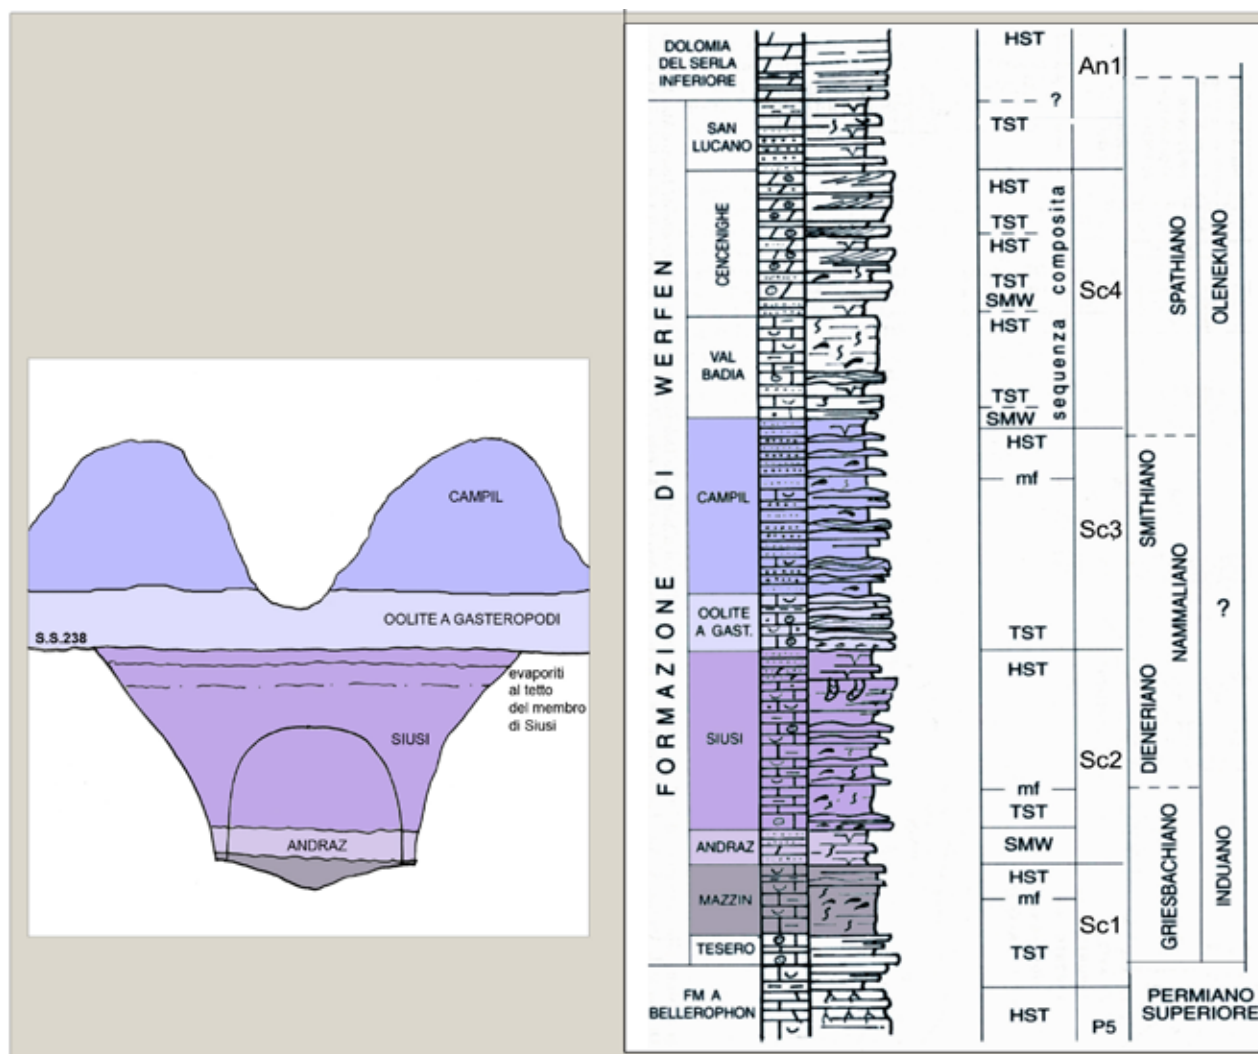 CAMPIL
OOLITE A GASTEROPODI
S.S.238
evaporiti
al tetto
del membro
di Siusi
SIUSI
ANDRAZ
DOLOMIA
DEL SERLA
INFERIORE
FORMAZIONE DI WERFEN
SAN
LUCANO
CENCENIGHE
VAL
BADIA
CAMPIL
OOLITE
A GAST.
SIUSI
ANDRAZ
MAZZIN
TESERO
FM A
BELLEROPHON
HST
?
TST
HST
TST
HST
TST
SMW
HST
TST
SMW
HST
mf
TST
HST
mf
TST
SMW
HST
mf
TST
HST
sequenza composita
An1
Sc4
Sc3
Sc2
Sc1
P5
SPATHIANO
SMITHIANO
NAMMALIANO
DIENERIANO
GRIESBACHIANO
OLENEKIANO
?
INDUANO
PERMIANO
SUPERIORE